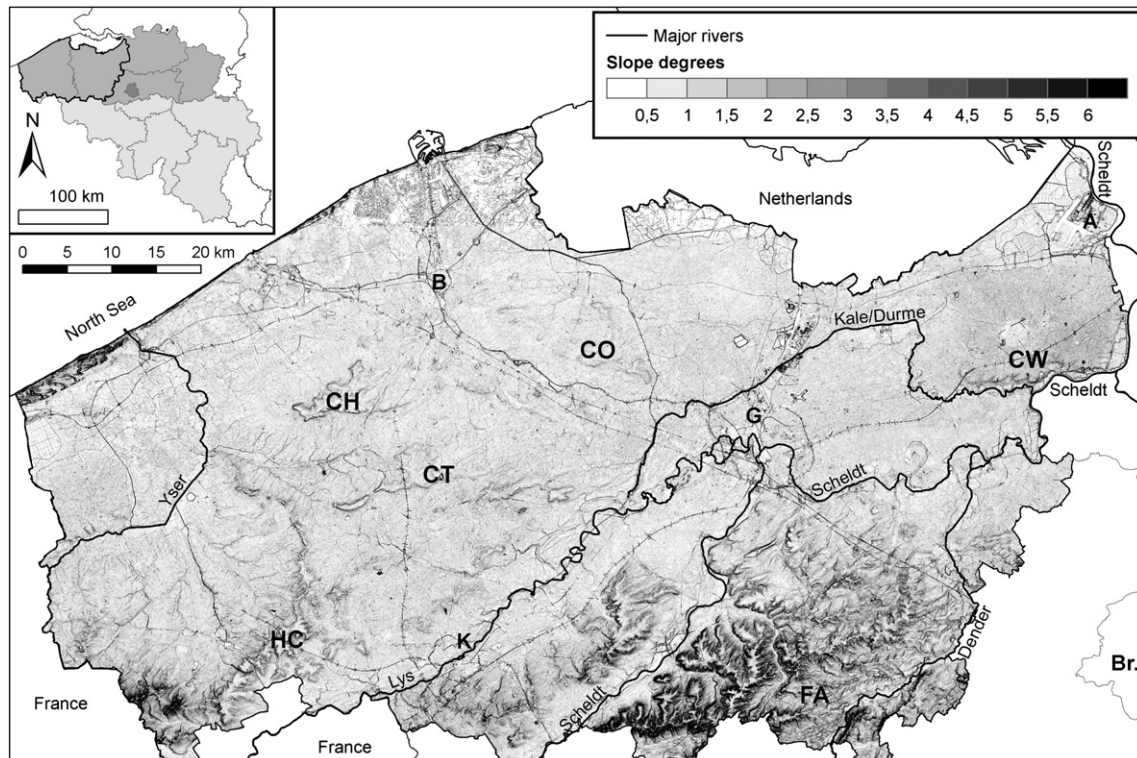 N
100 km
0 5 10 15 20 km
Major rivers
Slope degrees
0,5 1 1,5 2 2,5 3 3,5 4 4,5 5 5,5 6
Scheldt
Netherlands
A
B
North Sea
Kale/Durme
CO
CW
Scheldt
CH
G
CT
Scheldt
Yser
HC
K
Dender
Br.
Lys
Scheldt
FA
France
France